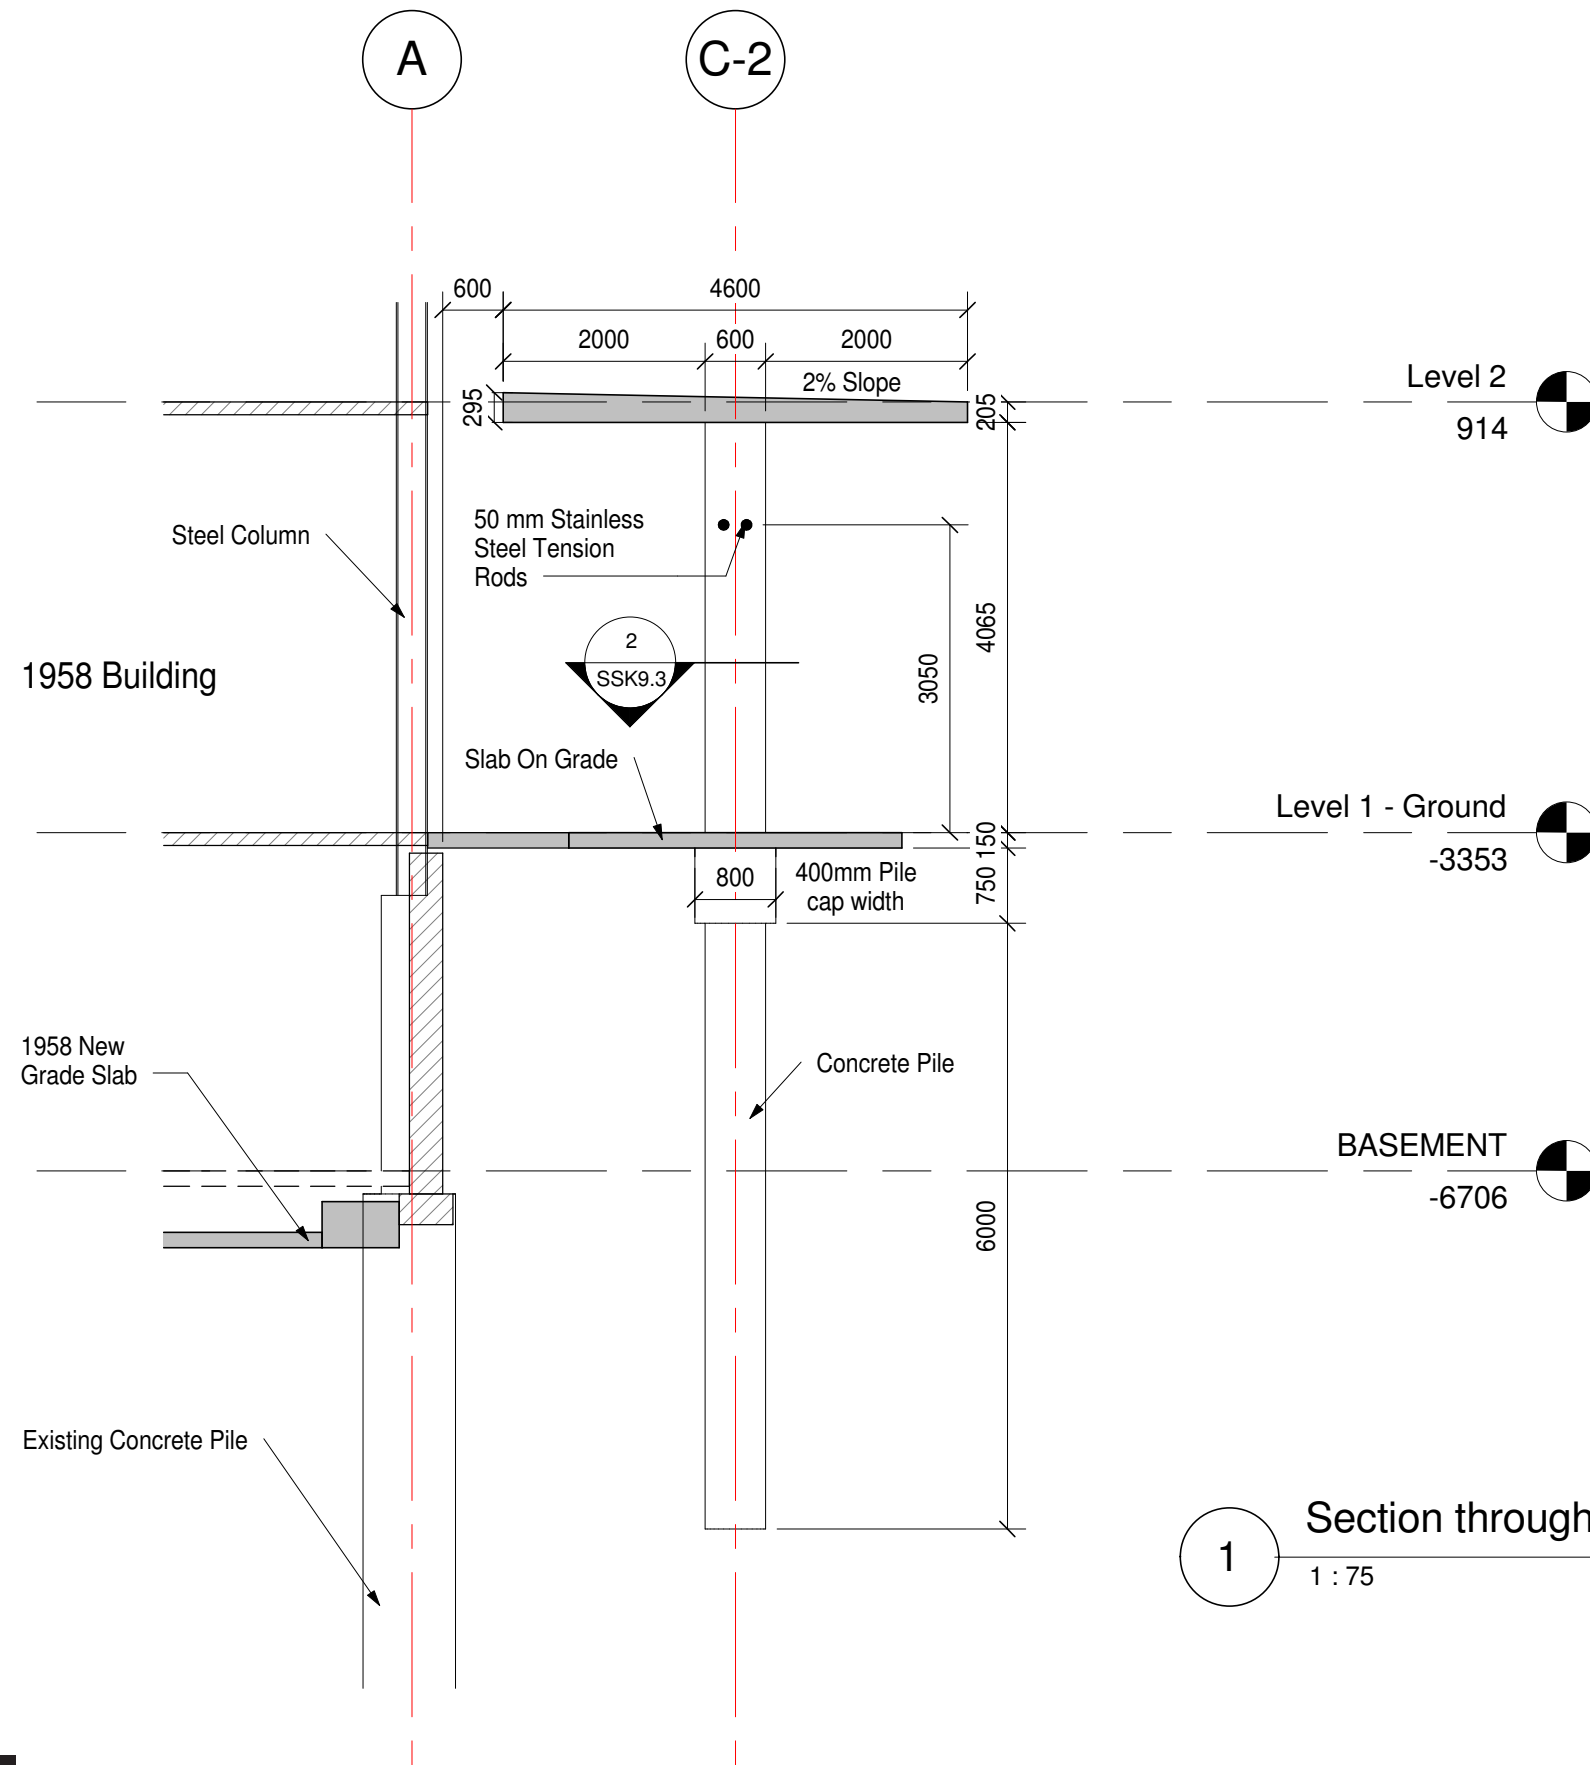 A
C-2
600
4600
2000
600
2000
2% Slope
295
205
Level 2
914
50 mm Stainless
Steel Tension
Rods
Steel Column
4065
3050
2
SSK9.3
1958 Building
Slab On Grade
Level 1 - Ground
-3353
150
750
800
400mm Pile
cap width
1958 New
Grade Slab
Concrete Pile
BASEMENT
-6706
6000
Existing Concrete Pile
1
Section through
1 : 75